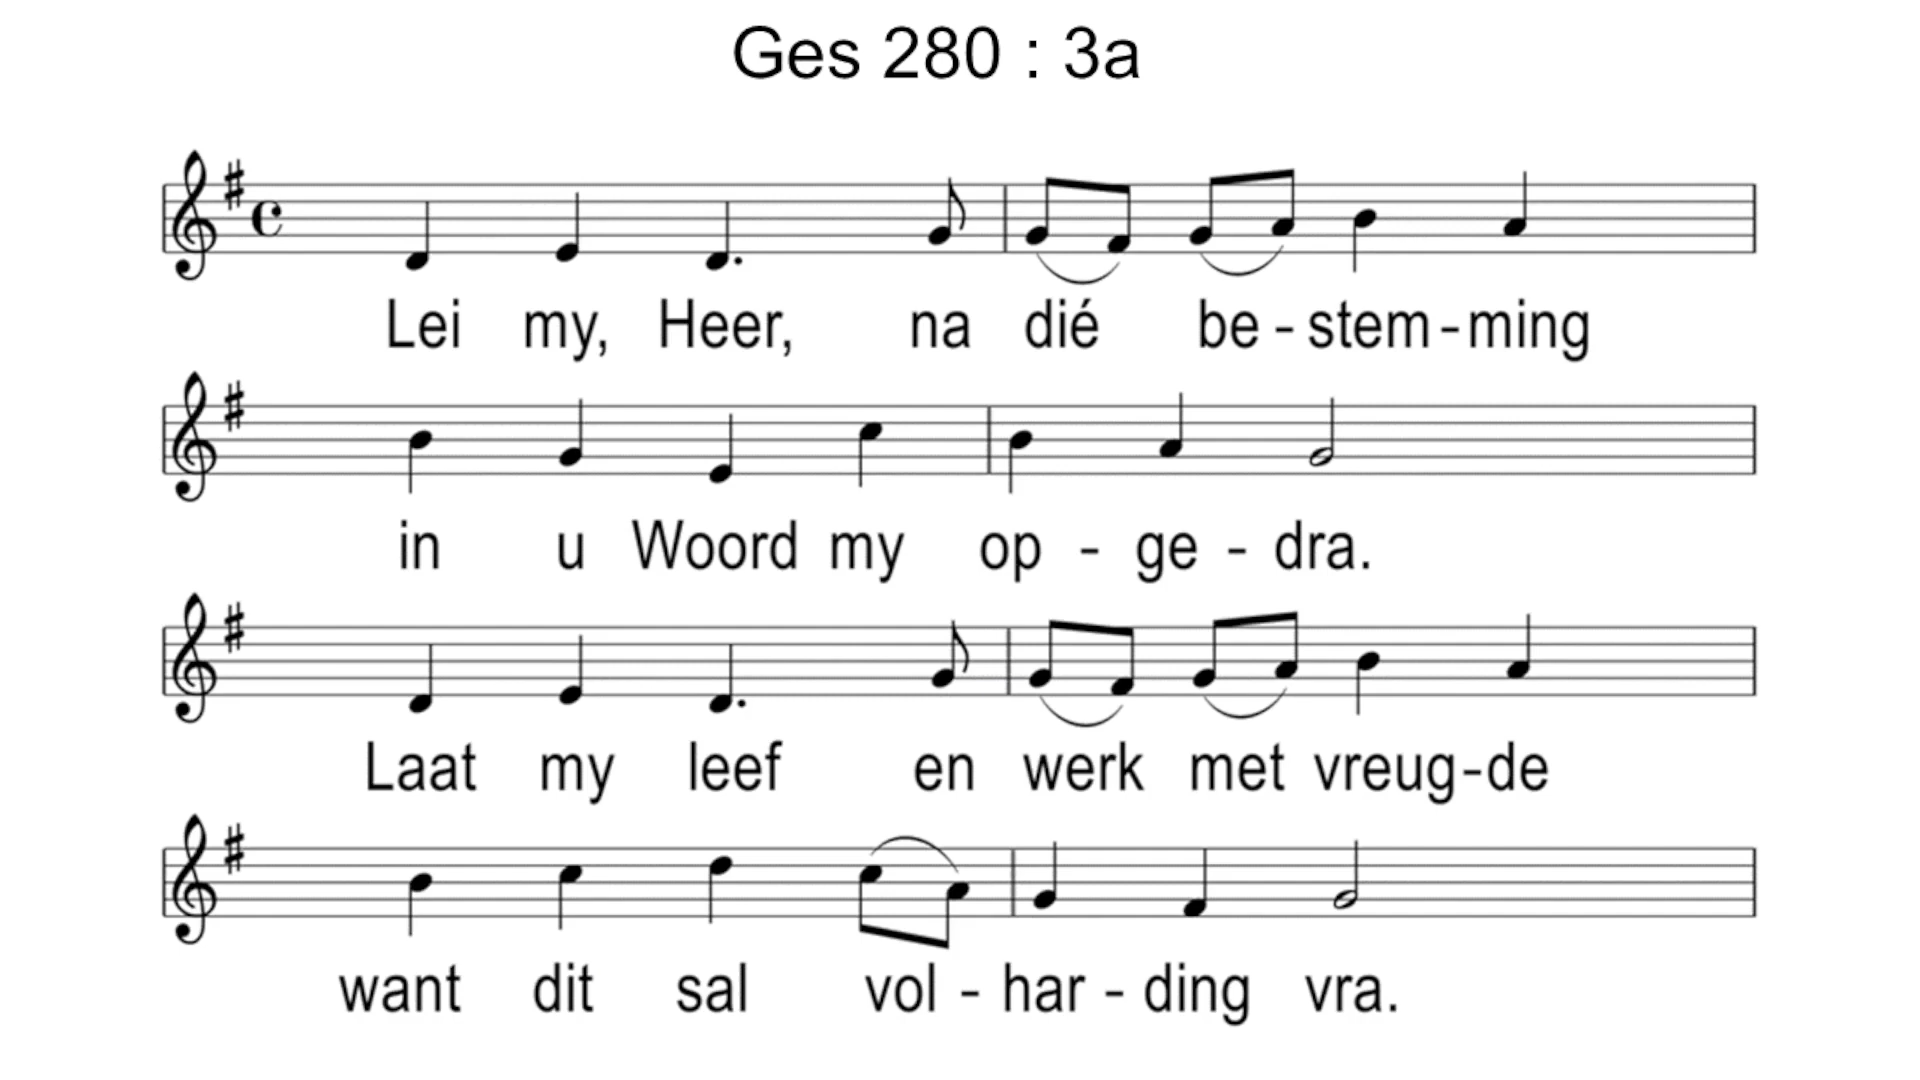 Ges 280 : 3a
Lei my, Heer, na dié be - stem - ming
in u Woord my op - ge - dra.
Laat my leef en werk met vreug - de
want dit sal vol - har - ding vra.